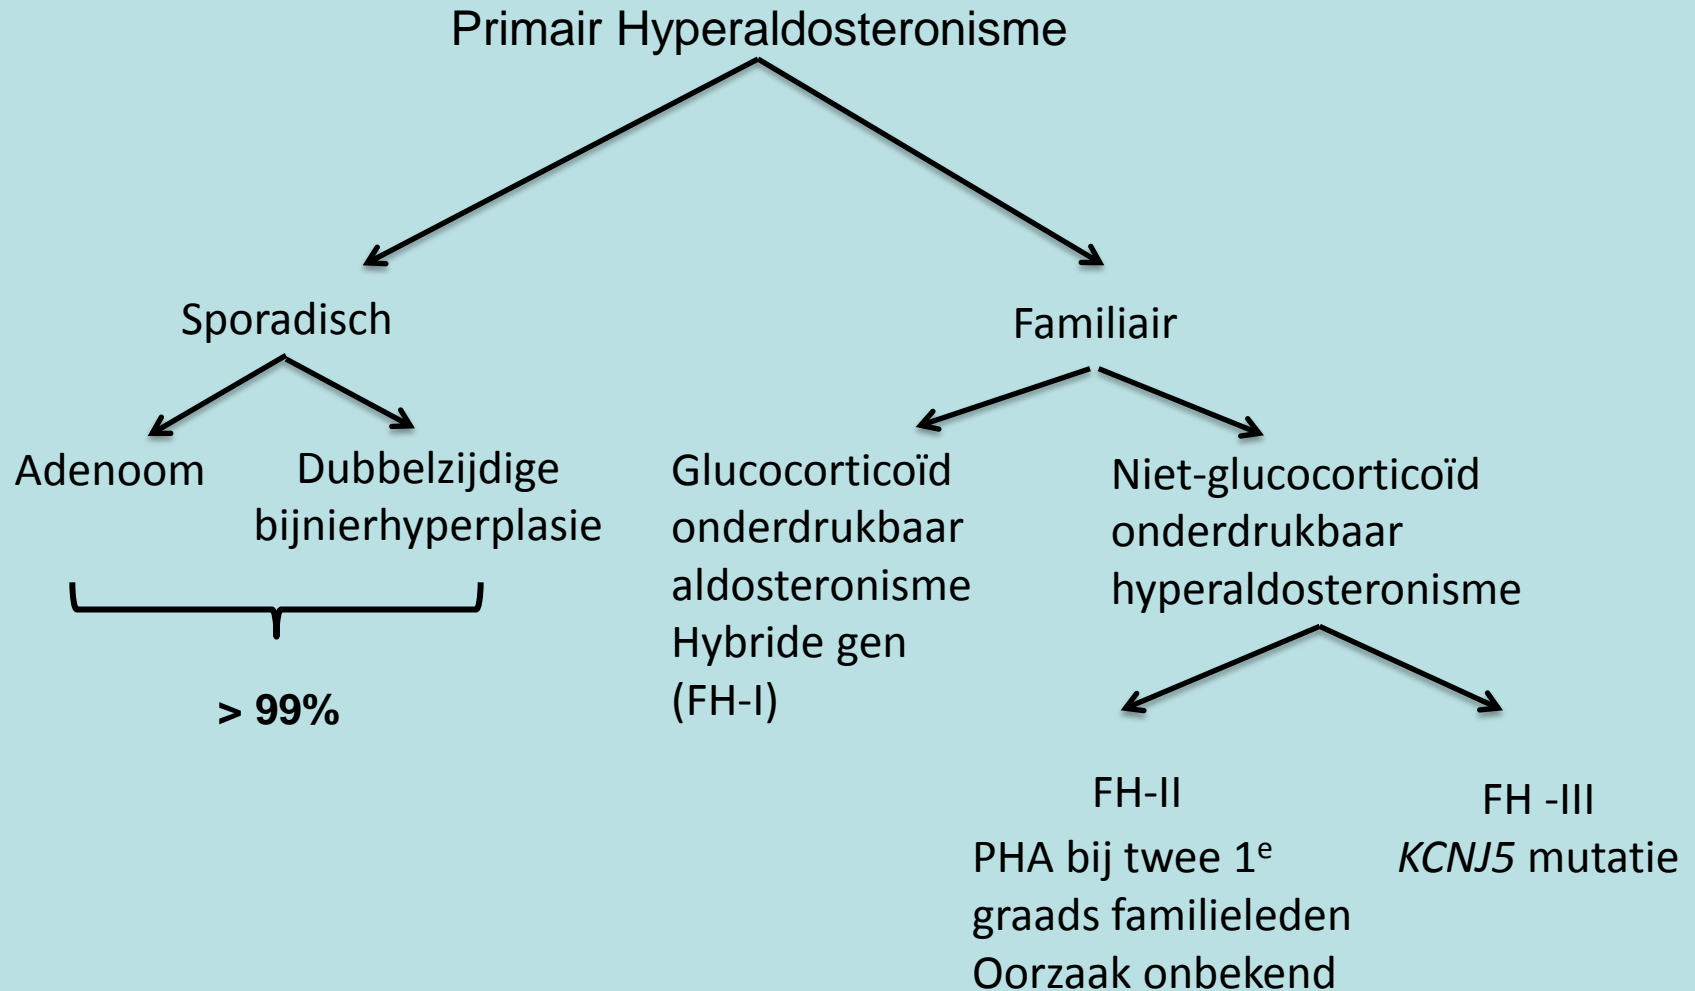 Primair Hyperaldosteronisme
Sporadisch
Familiair
Adenoom
Dubbelzijdige
bijnierhyperplasie
> 99%
Glucocorticoïd
onderdrukbaar
aldosteronisme
Hybride gen
(FH-I)
Niet-glucocorticoïd
onderdrukbaar
hyperaldosteronisme
FH-II
PHA bij twee 1e
graads familieleden
Oorzaak onbekend
FH -III
KCNJ5 mutatie